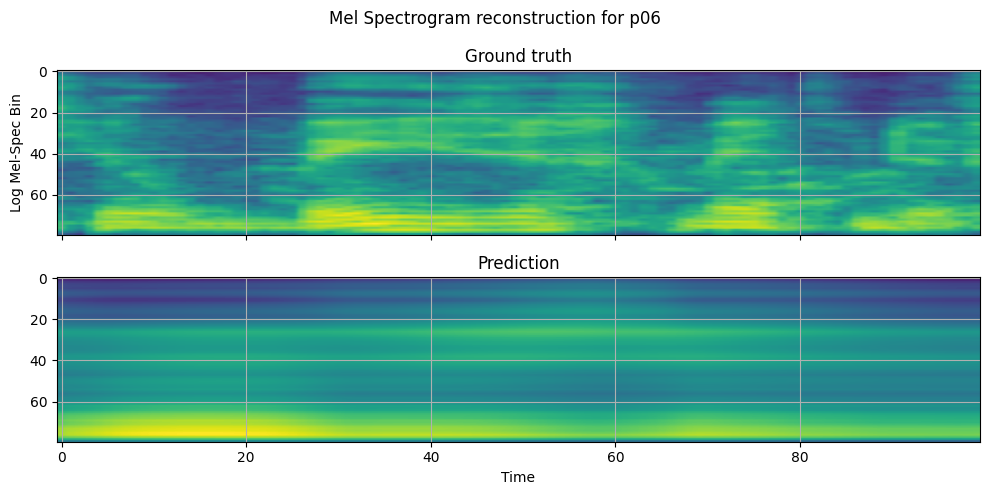 Mel Spectrogram reconstruction for p06
Ground truth
0
20
40
60
Log Mel-Spec Bin
Prediction
0
20
40
60
0 20 40 60 80
Time